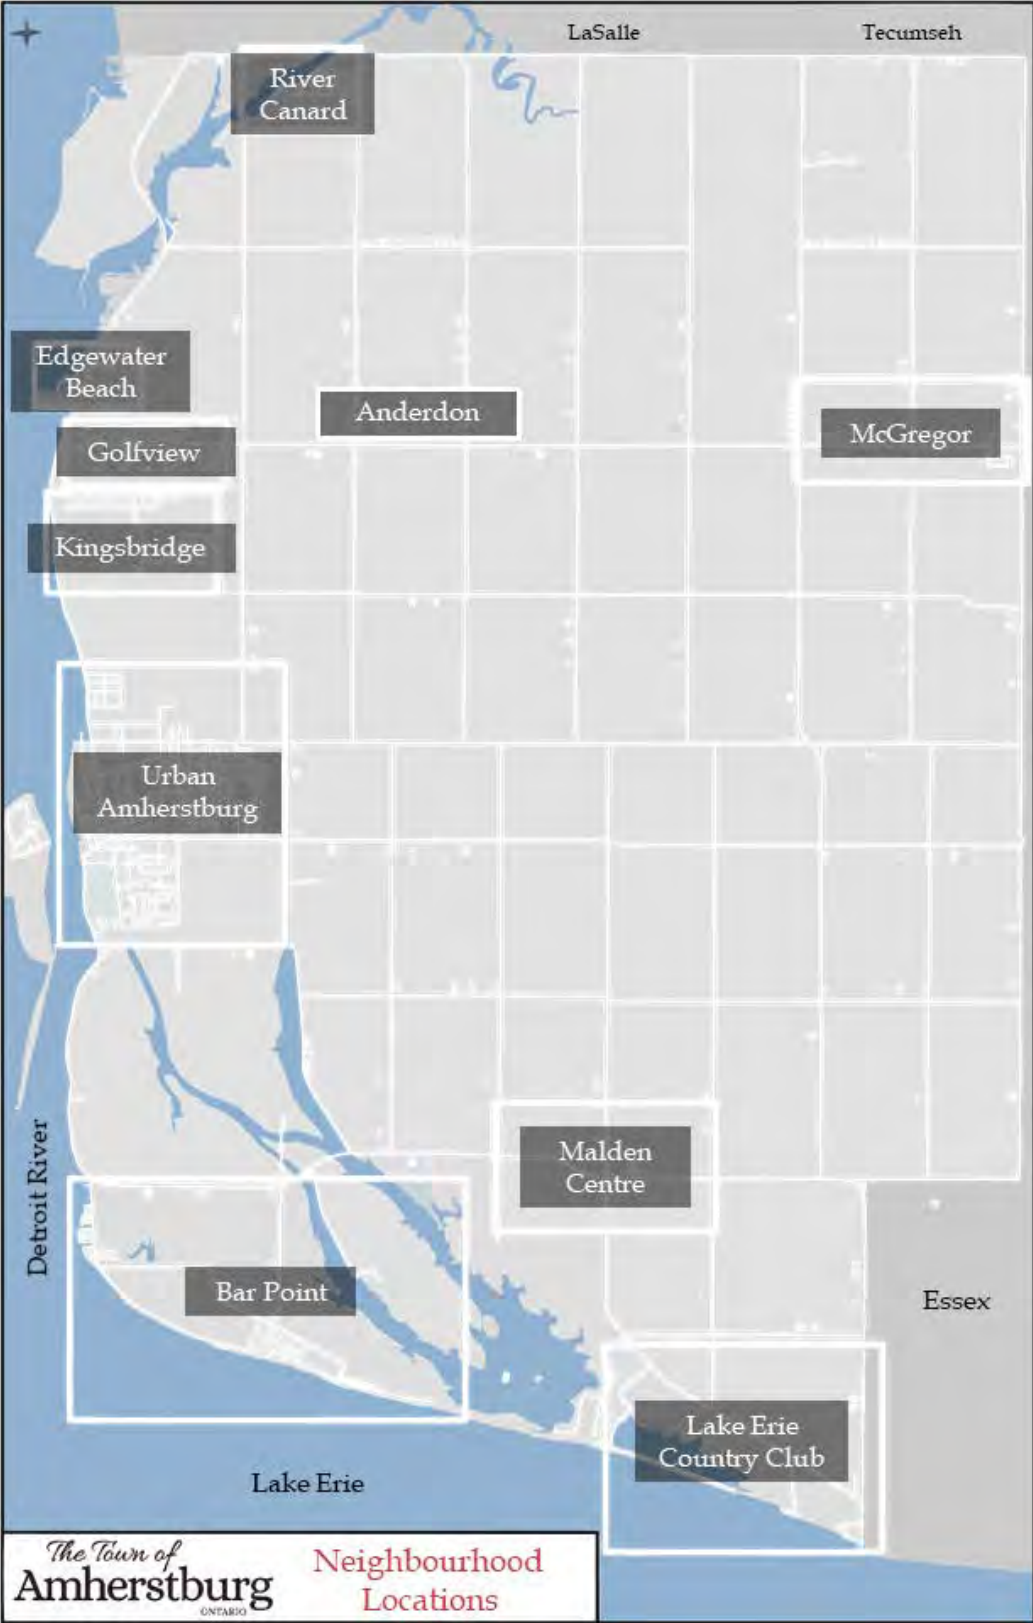 LaSalle
Tecumseh
River
Canard
Edgewater
Beach
Anderdon
McGregor
Golfview
Kingsbridge
Urban
Amherstburg
Malden
Centre
Detroit River
Bar Point
Essex
Lake Erie
Country Club
Lake Erie
The Town of
Amherstburg
ONTARIO
Neighbourhood
Locations